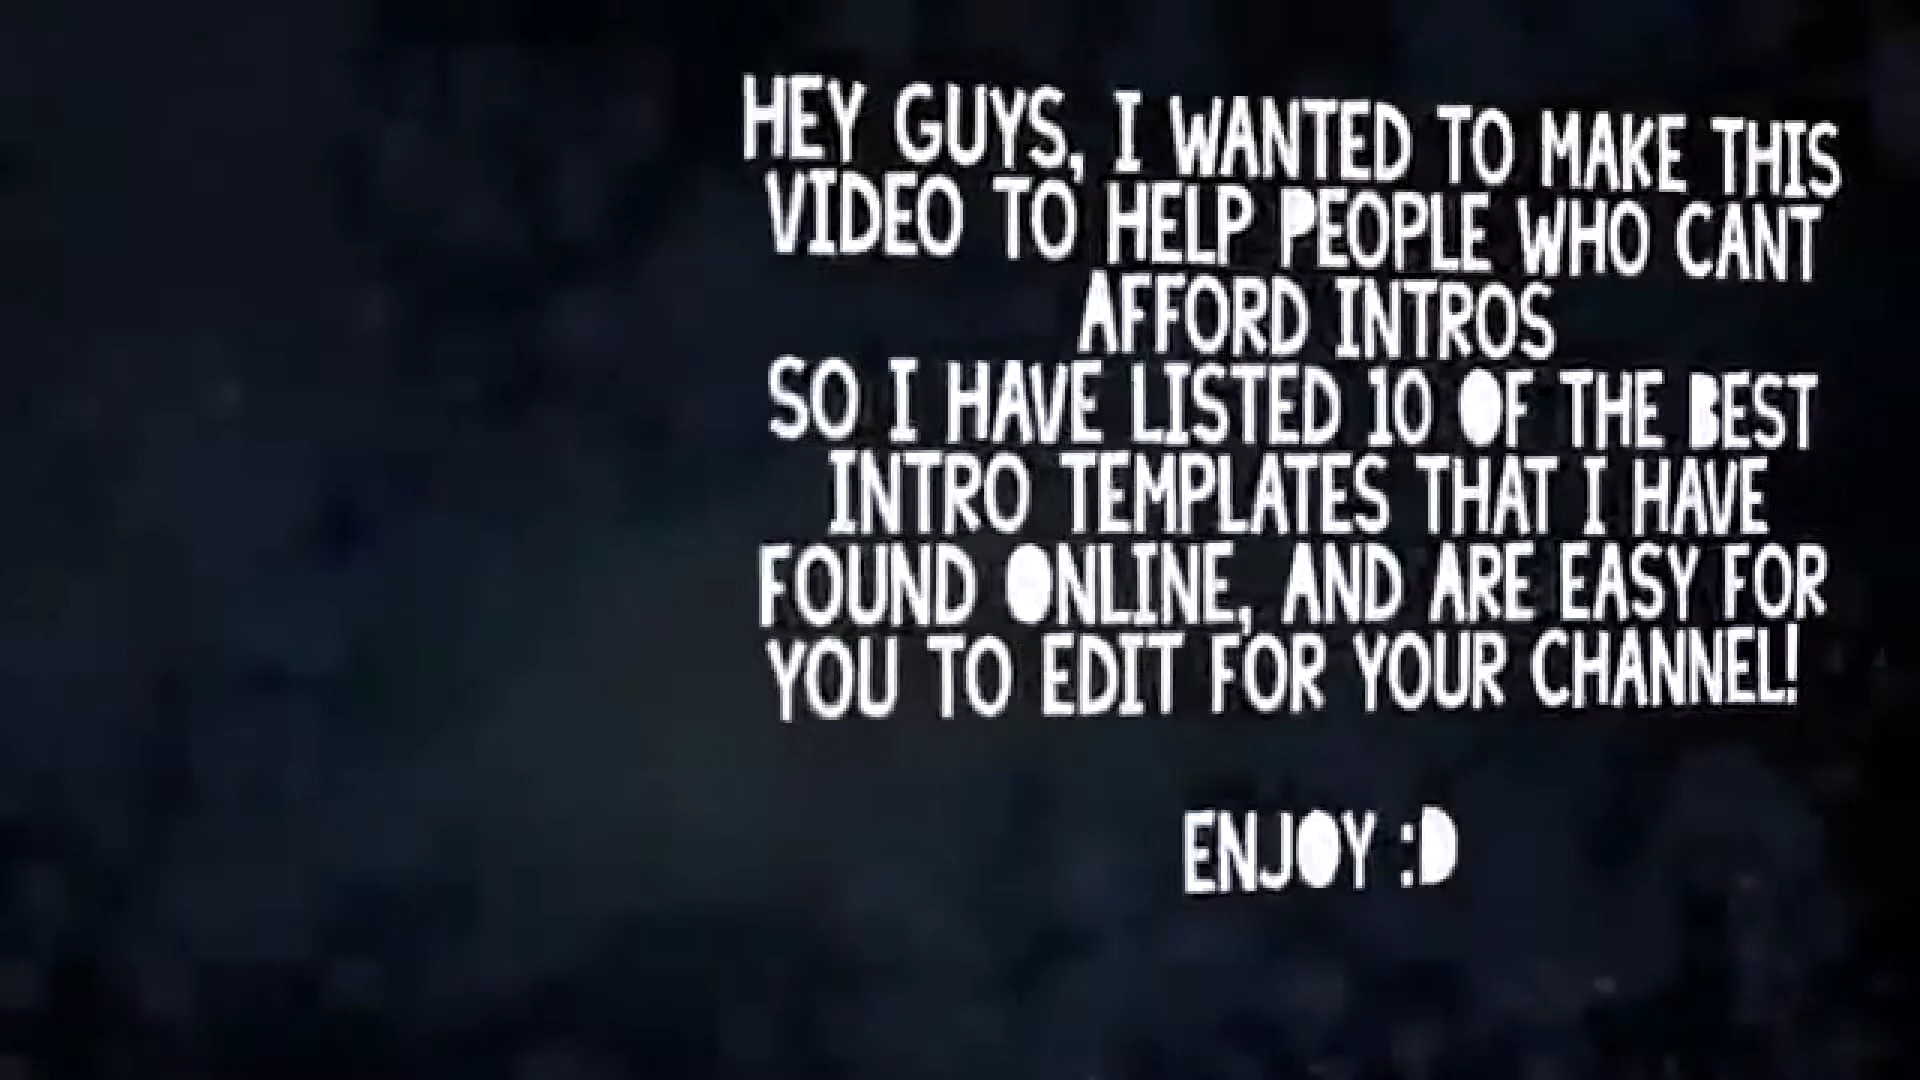 HEY GUYS, I WANTED TO MAKE THIS
VIDEO TO HELP PEOPLE WHO CANT
AFFORD INTROS
SO I HAVE LISTED 10 OF THE BEST
INTRO TEMPLATES THAT I HAVE
FOUND ONLINE, AND ARE EASY FOR
YOU TO EDIT FOR YOUR CHANNEL!
ENJOY :D